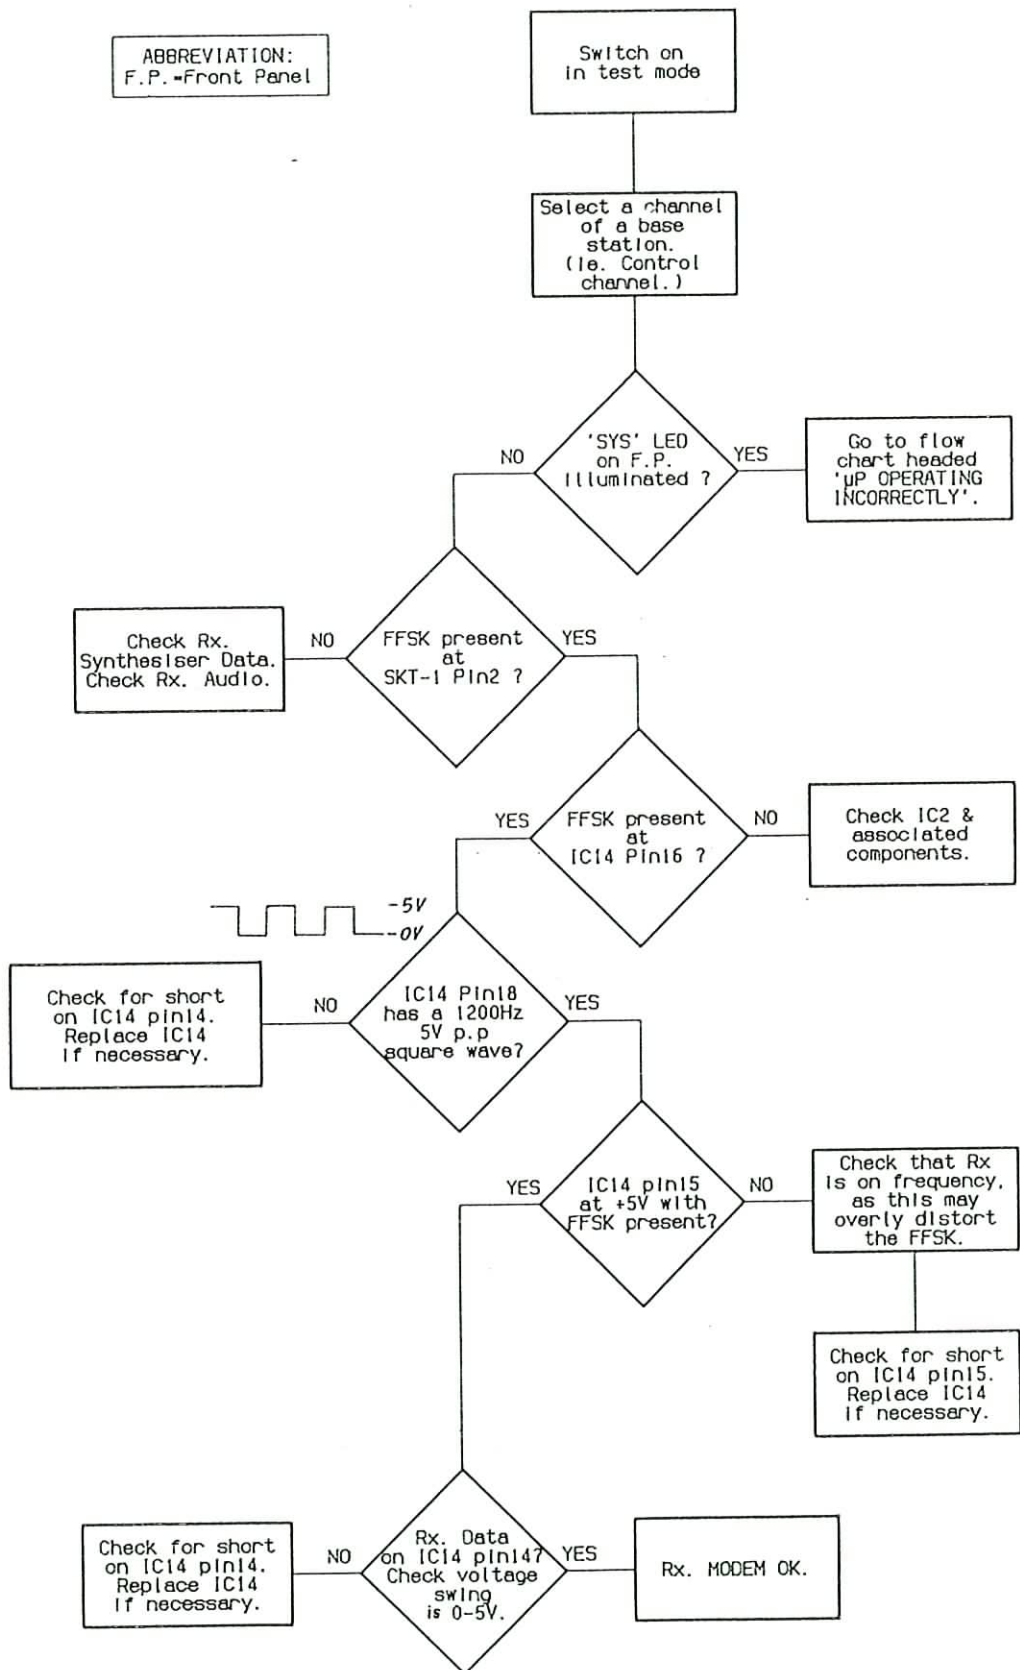 ABBREVIATION:
F.P.=Front Panel
Switch on
in test mode
Select a channel
of a base
station.
(ie. Control
channel.)
'SYS' LED
on F.P.
illuminated ?
NO
YES
Go to flow
chart headed
'µP OPERATING
INCORRECTLY'.
FFSK present
at
SKT-1 Pin2 ?
NO
YES
Check Rx.
Synthesiser Data.
Check Rx. Audio.
FFSK present
at
IC14 Pin16 ?
YES
NO
Check IC2 &
associated
components.
-5V
-0V
IC14 Pin18
has a 1200Hz
5V p.p
square wave?
NO
YES
Check for short
on IC14 pin14.
Replace IC14
if necessary.
IC14 pin15
at +5V with
FFSK present?
YES
NO
Check that Rx
is on frequency,
as this may
overly distort
the FFSK.
Check for short
on IC14 pin15.
Replace IC14
if necessary.
Rx. Data
on IC14 pin14?
Check voltage
swing
is 0-5V.
NO
YES
Check for short
on IC14 pin14.
Replace IC14
if necessary.
Rx. MODEM OK.